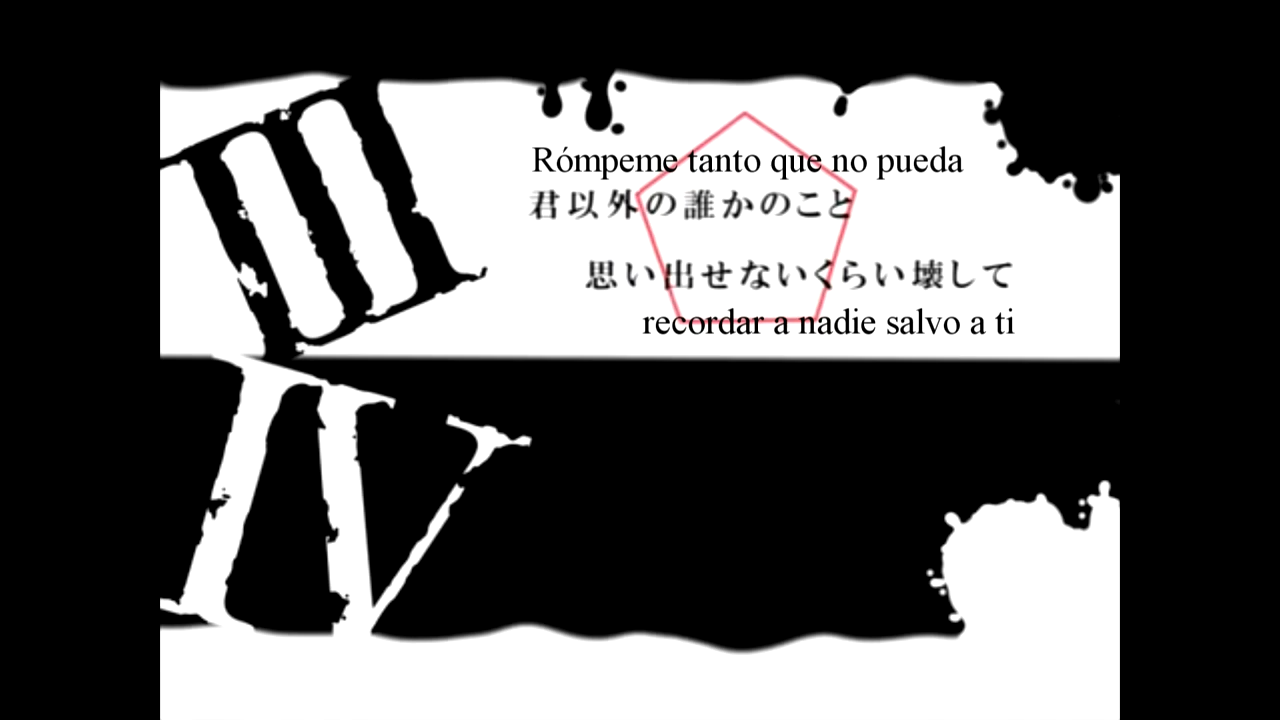 III
Rómpeme tanto que no pueda
君以外の誰かのこと
思い出せないくらい壊して
recordar a nadie salvo a ti
IV